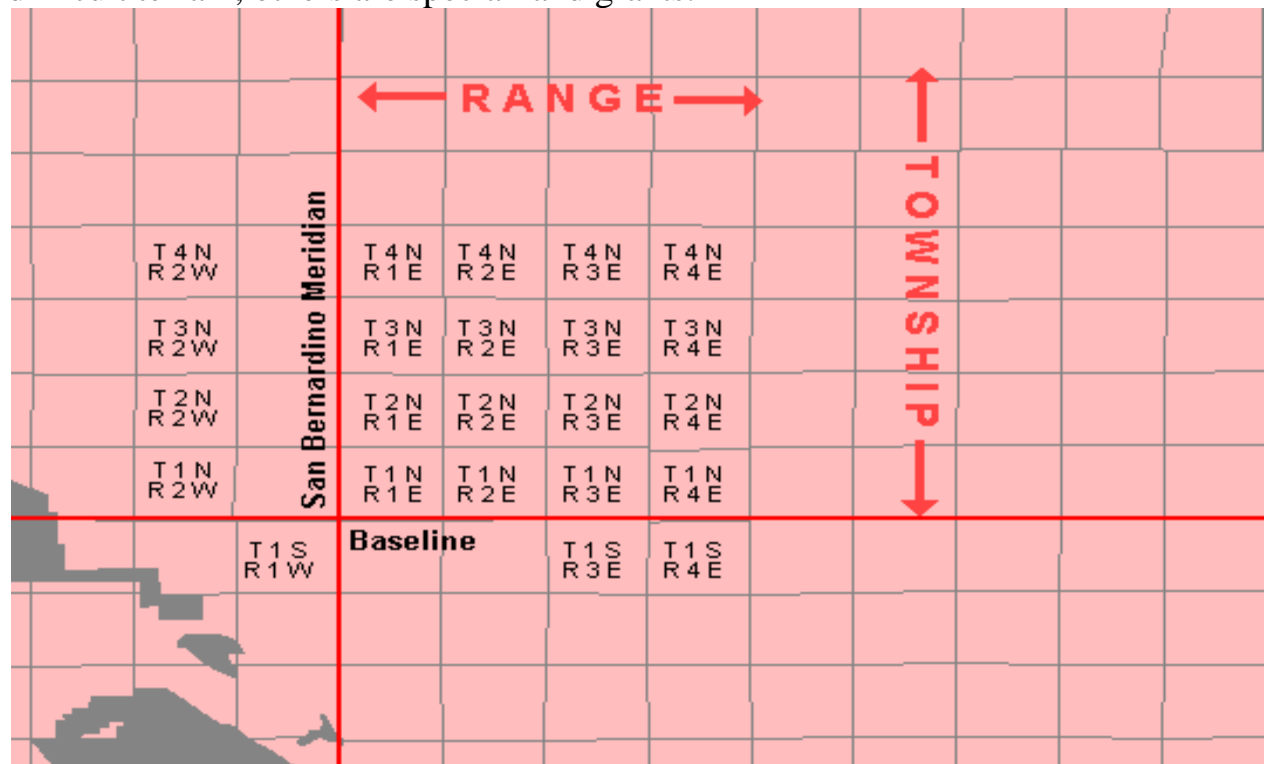 RANGE
TOWNSHIP
San Bernardino Meridian
T4N
R2W
T4N
R1E
T4N
R2E
T4N
R3E
T4N
R4E
T3N
R2W
T3N
R1E
T3N
R2E
T3N
R3E
T3N
R4E
T2N
R2W
T2N
R1E
T2N
R2E
T2N
R3E
T2N
R4E
T1N
R2W
T1N
R1E
T1N
R2E
T1N
R3E
T1N
R4E
Baseline
T1S
R1W
T1S
R3E
T1S
R4E